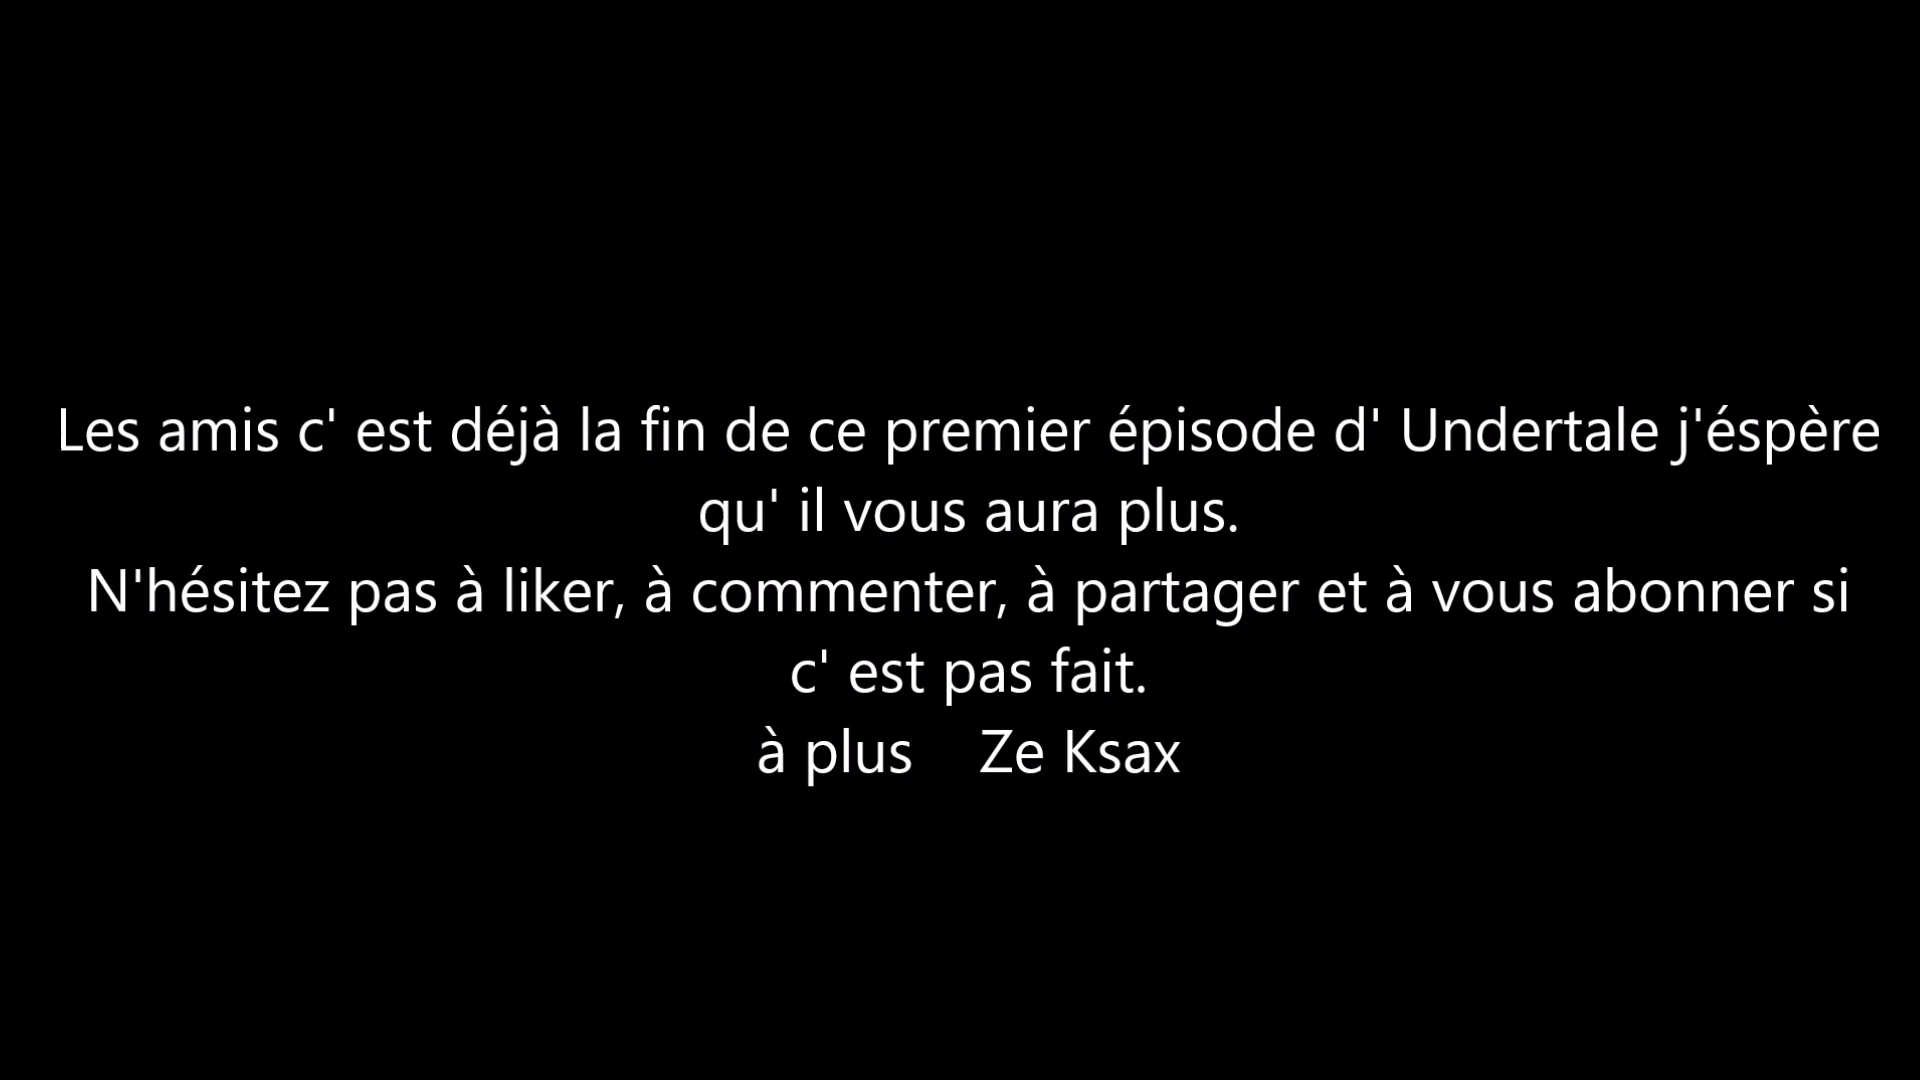 Les amis c' est déjà la fin de ce premier épisode d' Undertale j'éspère
qu' il vous aura plus.
N'hésitez pas à liker, à commenter, à partager et à vous abonner si
c' est pas fait.
à plus    Ze Ksax